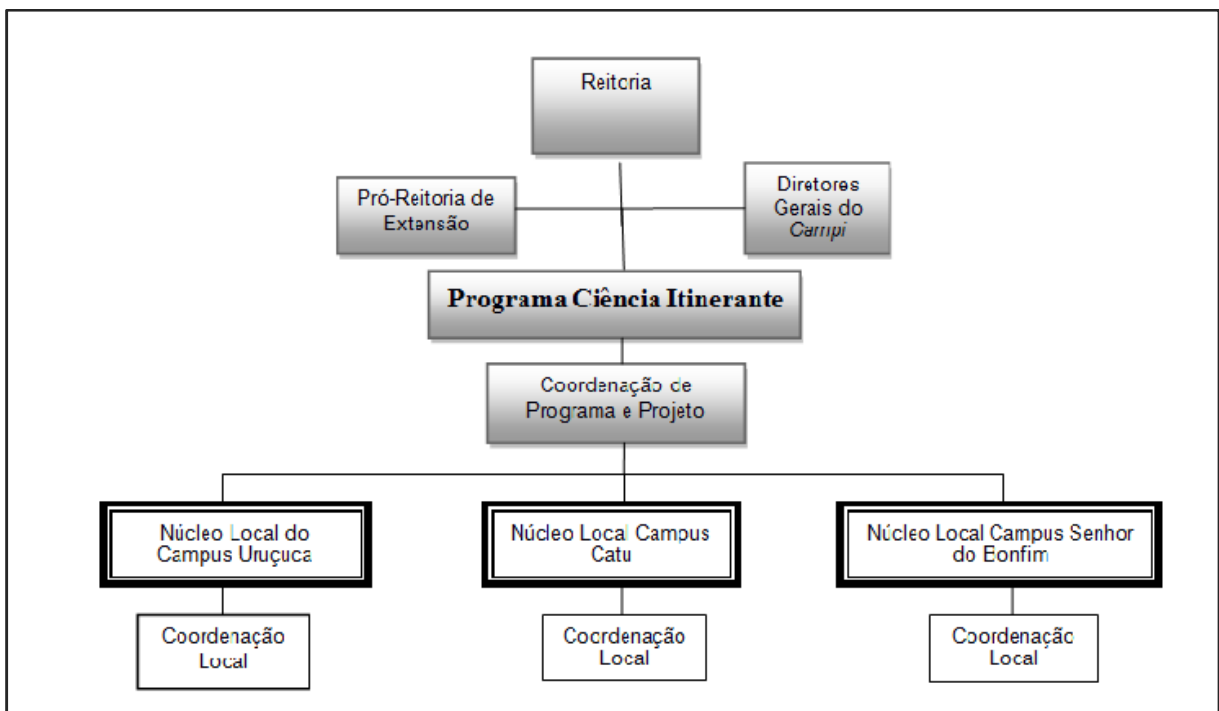 Reitoria
Pró-Reitoria de
Extensão
Diretores
Gerais do
Campi
Programa Ciência Itinerante
Coordenação de
Programa e Projeto
Núcleo Local do
Campus Uruçuca
Núcleo Local Campus
Catu
Núcleo Local Campus Senhor
do Eonfim
Coordenação
Local
Coordenação
Local
Coordenação
Local